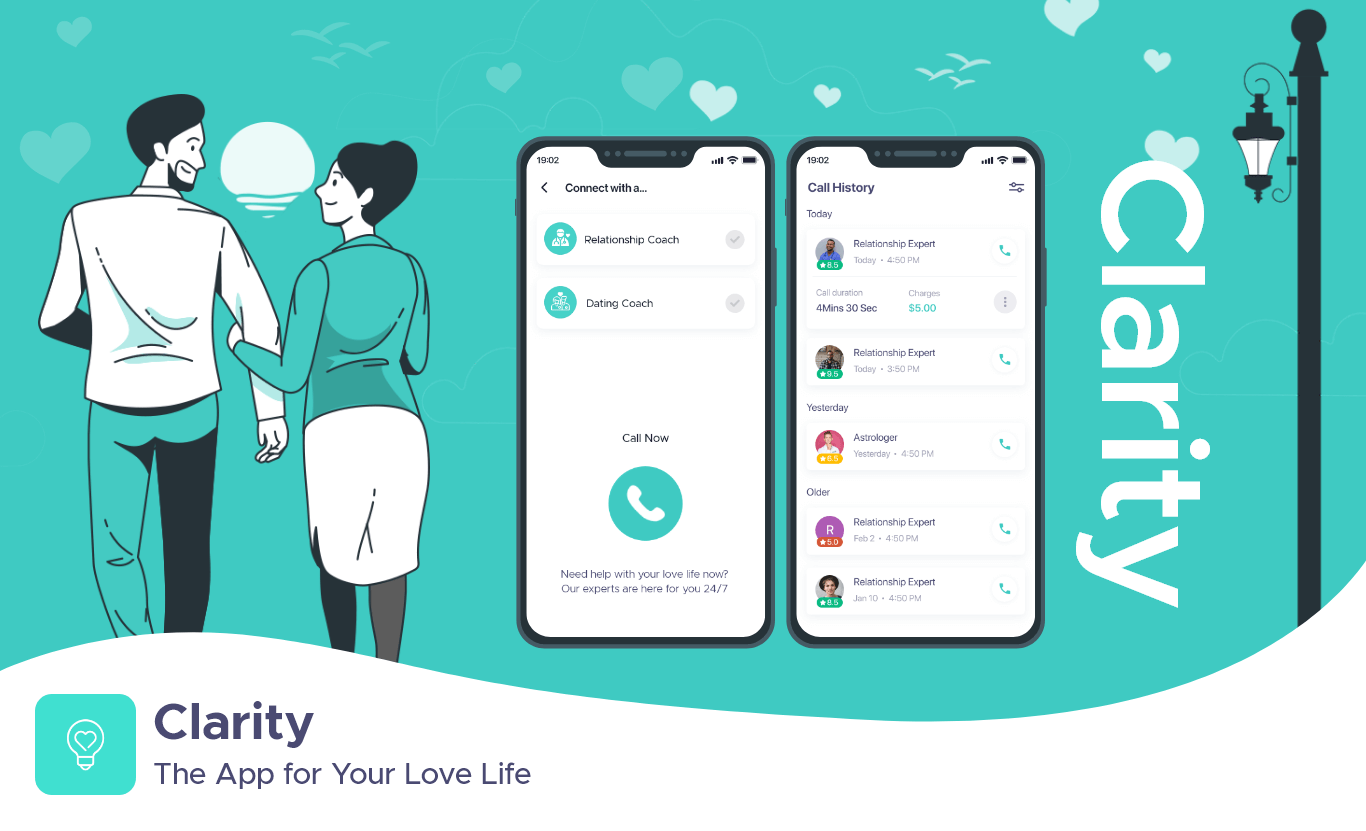 19:02
Connect with a...
Relationship Coach
Dating Coach
Call Now
Need help with your love life now?
Our experts are here for you 24/7
19:02
Call History
Today
Relationship Expert
Today • 4:50 PM
8.5
Call duration
Charges
4Mins 30 Sec
$5.00
Relationship Expert
Today • 3:50 PM
9.5
Yesterday
Astrologer
Yesterday • 4:50 PM
6.5
Older
R
Relationship Expert
Feb 2 • 4:50 PM
5.0
Relationship Expert
Jan 10 • 4:50 PM
8.5
Clarity
Clarity
The App for Your Love Life